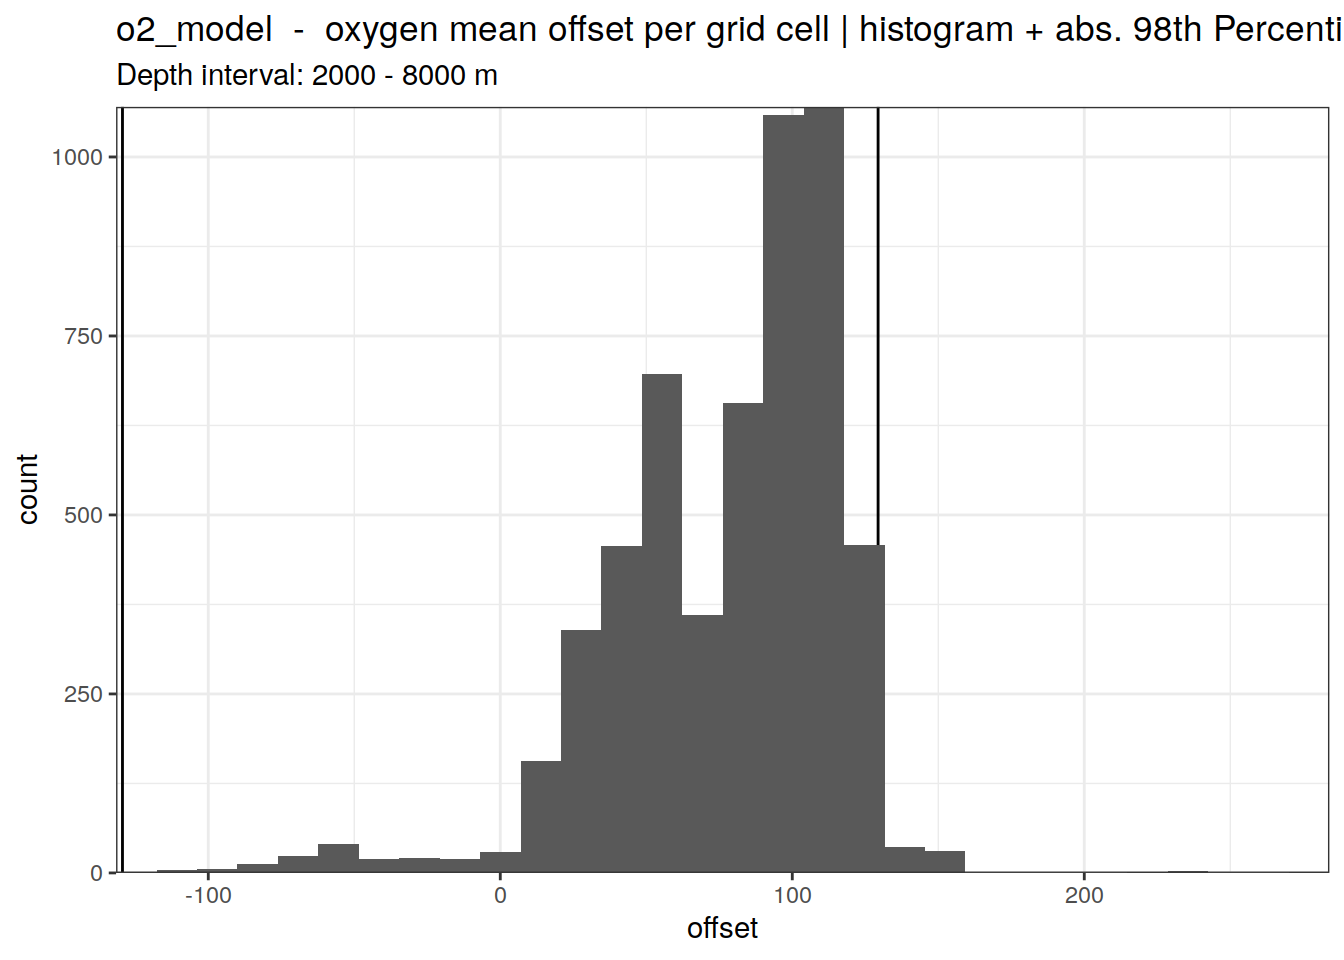 o2_model - oxygen mean offset per grid cell | histogram + abs. 98th Percenti
Depth interval: 2000 - 8000 m
1000
750
500
250
0
count
-100 0 100 200
offset